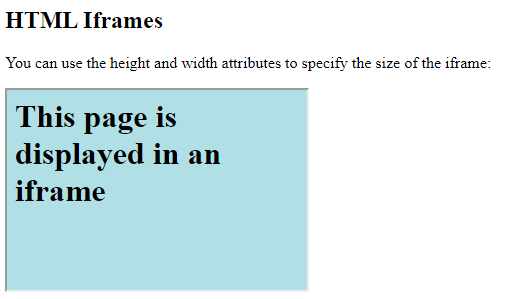 HTML Iframes
You can use the height and width attributes to specify the size of the iframe:
This page is
displayed in an
iframe